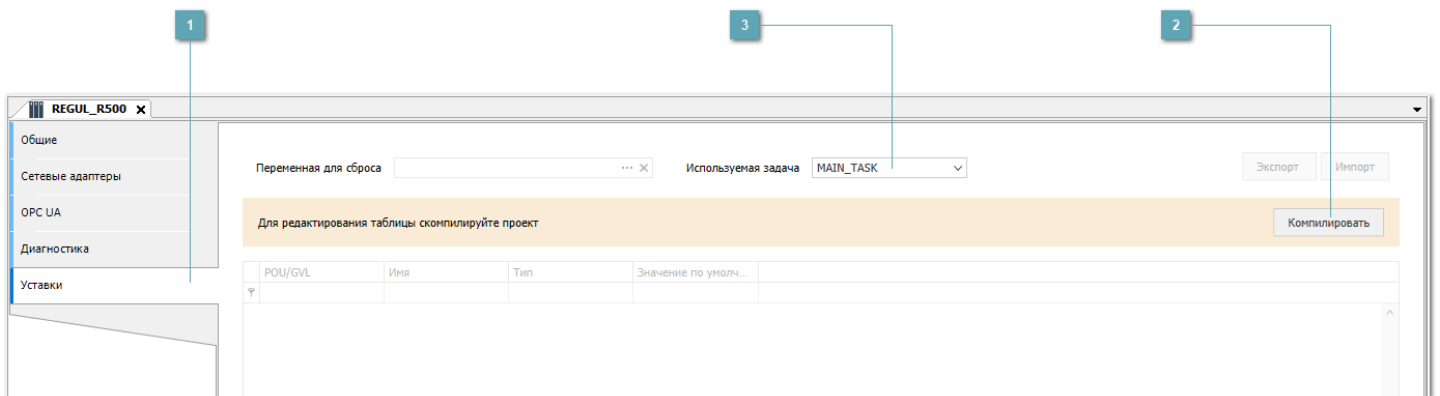 1 3 2
REGUL_R500
Общие
Переменная для сброса Используемая задача MAIN_TASK Экспорт Импорт
Сетевые адаптеры
OPC UA
Для редактирования таблицы скомпилируйте проект Компилировать
Диагностика
POU/GVL Имя Тип Значение по умолч...
Уставки